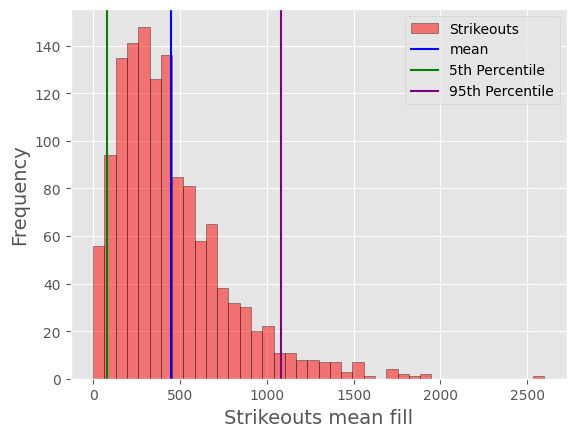 Strikeouts
mean
5th Percentile
95th Percentile
Frequency
140
120
100
80
60
40
20
0
0
500
1000
1500
2000
2500
Strikeouts mean fill